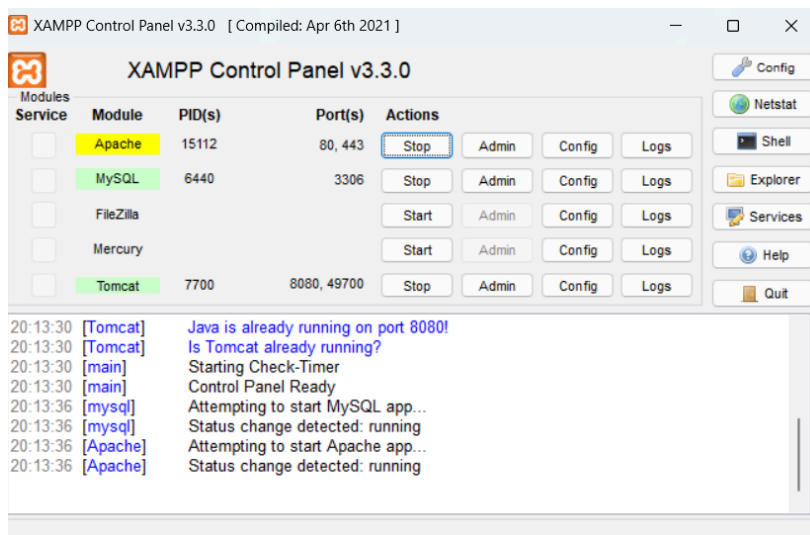 XAMPP Control Panel v3.3.0 [ Compiled: Apr 6th 2021 ]
XAMPP Control Panel v3.3.0
Config
Modules
Service Module PID(s) Port(s) Actions
Netstat
Apache 15112 80, 443 Stop Admin Config Logs
Shell
MySQL 6440 3306 Stop Admin Config Logs
Explorer
FileZilla Start Admin Config Logs
Services
Mercury Start Admin Config Logs
Help
Tomcat 7700 8080, 49700 Stop Admin Config Logs
Quit
20:13:30 [Tomcat] Java is already running on port 8080!
20:13:30 [Tomcat] Is Tomcat already running?
20:13:30 [main] Starting Check-Timer
20:13:30 [main] Control Panel Ready
20:13:36 [mysql] Attempting to start MySQL app...
20:13:36 [mysql] Status change detected: running
20:13:36 [Apache] Attempting to start Apache app...
20:13:36 [Apache] Status change detected: running